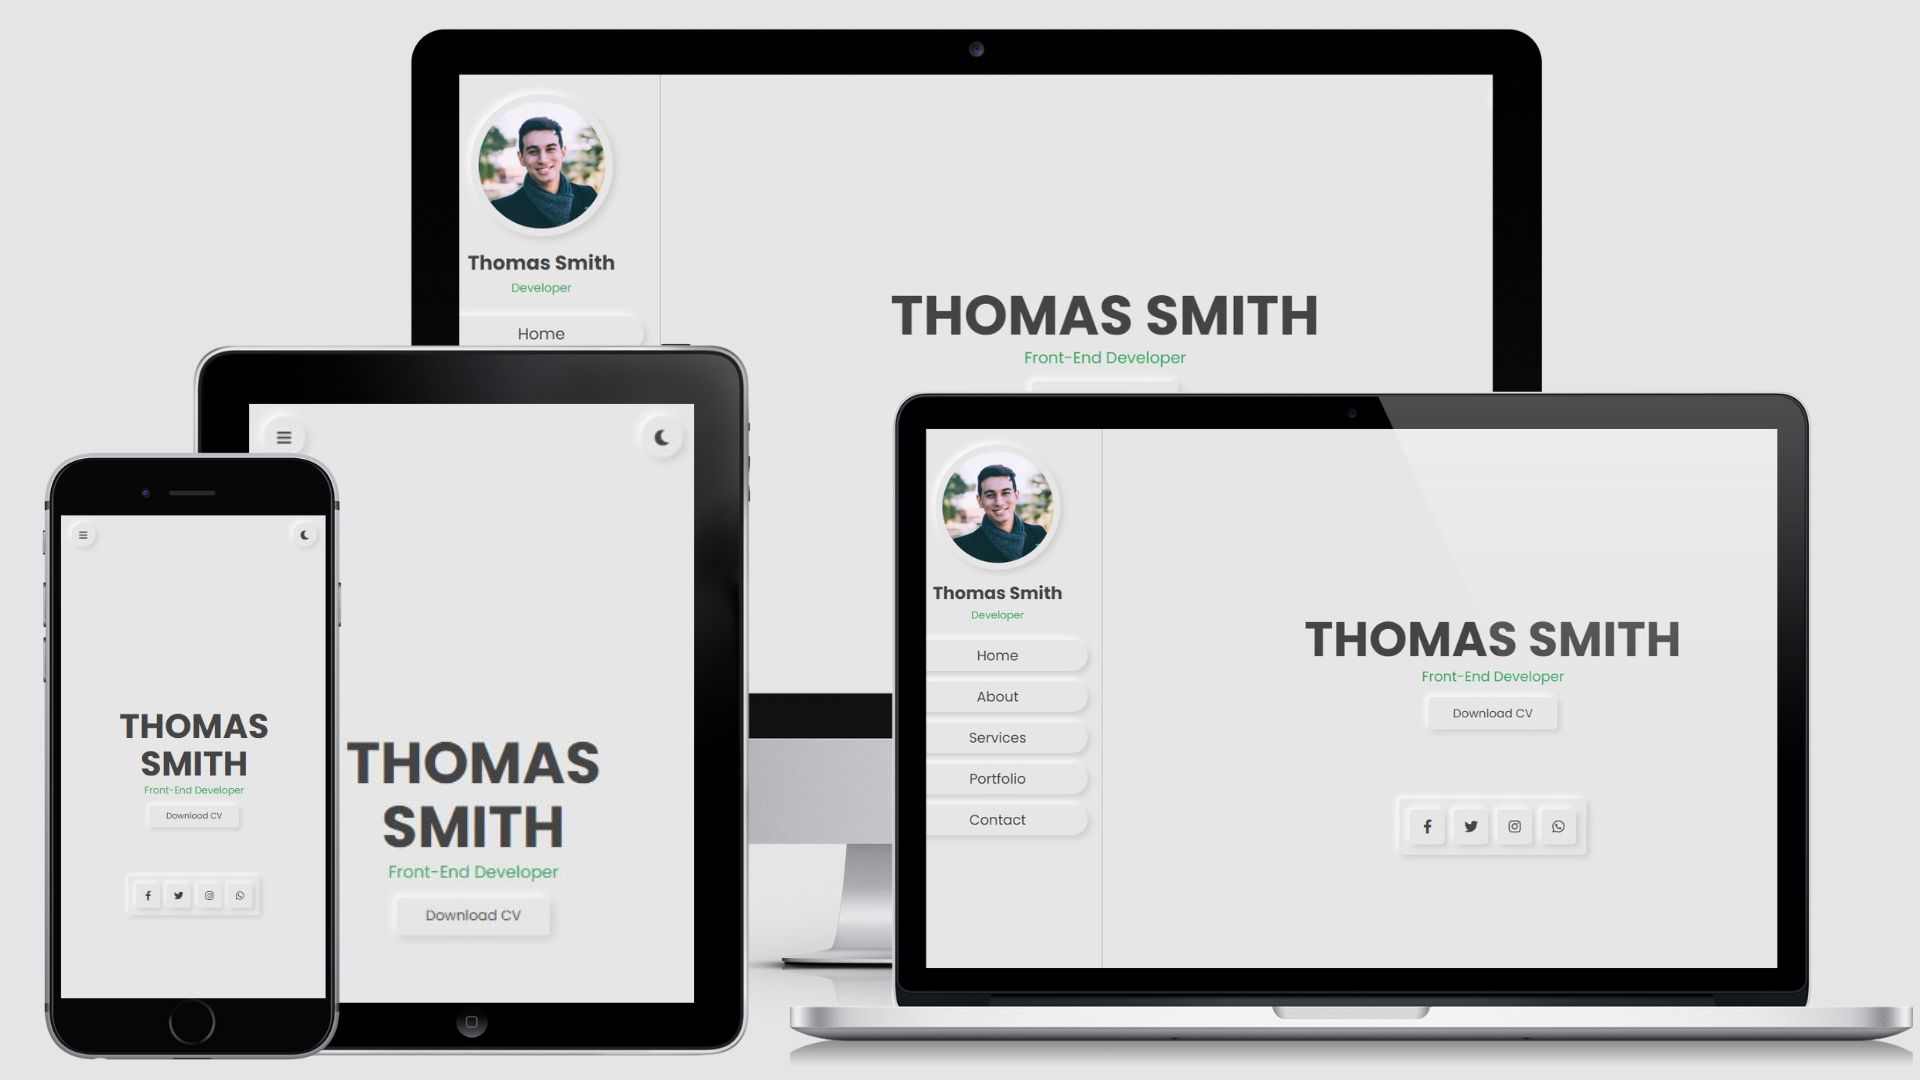 Thomas Smith
Developer
Home
THOMAS SMITH
Front-End Developer
THOMAS
SMITH
Front-End Developer
Download CV
THOMAS
SMITH
Front-End Developer
Download CV
Thomas Smith
Developer
Home
About
Services
Portfolio
Contact
THOMAS SMITH
Front-End Developer
Download CV